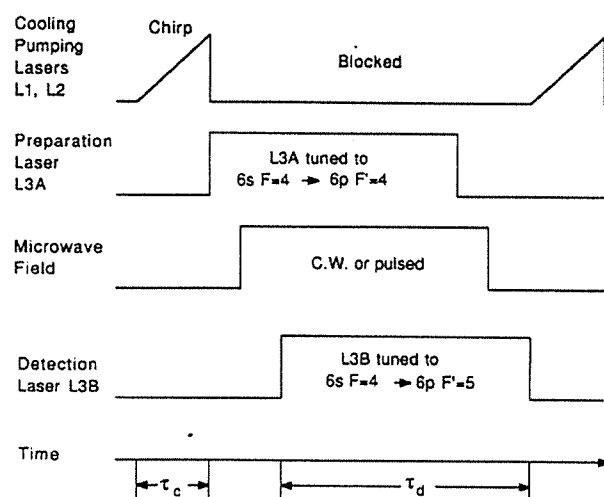 Cooling
Pumping
Lasers
L1, L2
Chirp
Blocked
Preparation
Laser
L3A
L3A tuned to
6s F=4 → 6p F'=4
Microwave
Field
C.W. or pulsed
Detection
Laser L3B
L3B tuned to
6s F=4 → 6p F'=5
Time
τc
τd